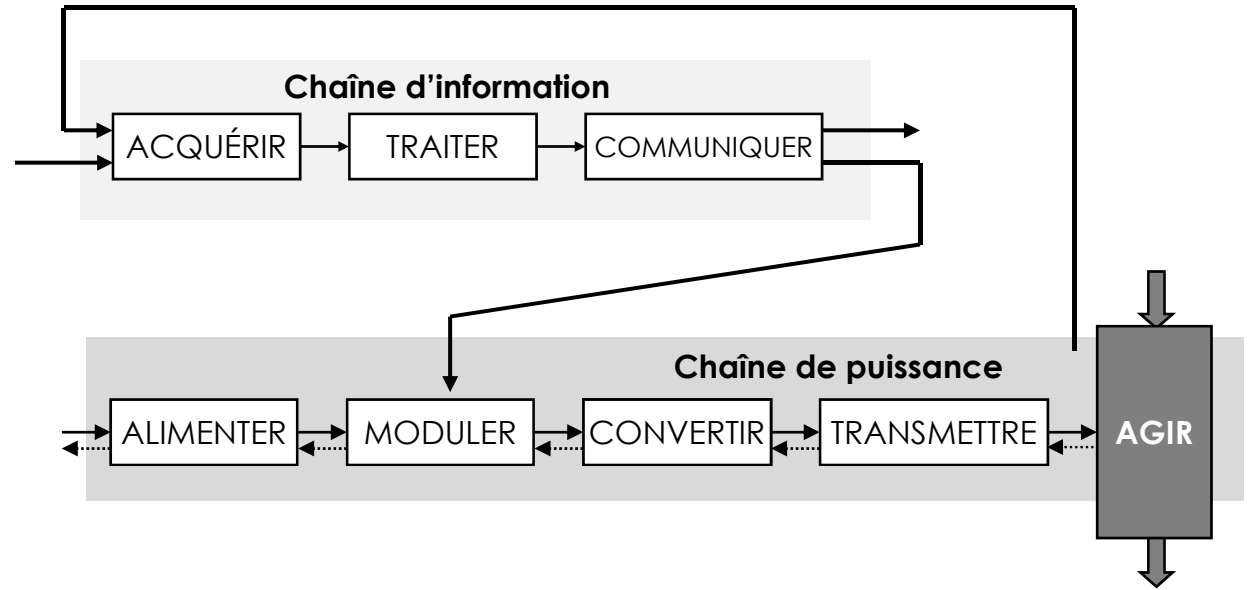 Chaîne d’information
ACQUÉRIR
TRAITER
COMMUNIQUER
Chaîne de puissance
ALIMENTER
MODULER
CONVERTIR
TRANSMETTRE
AGIR